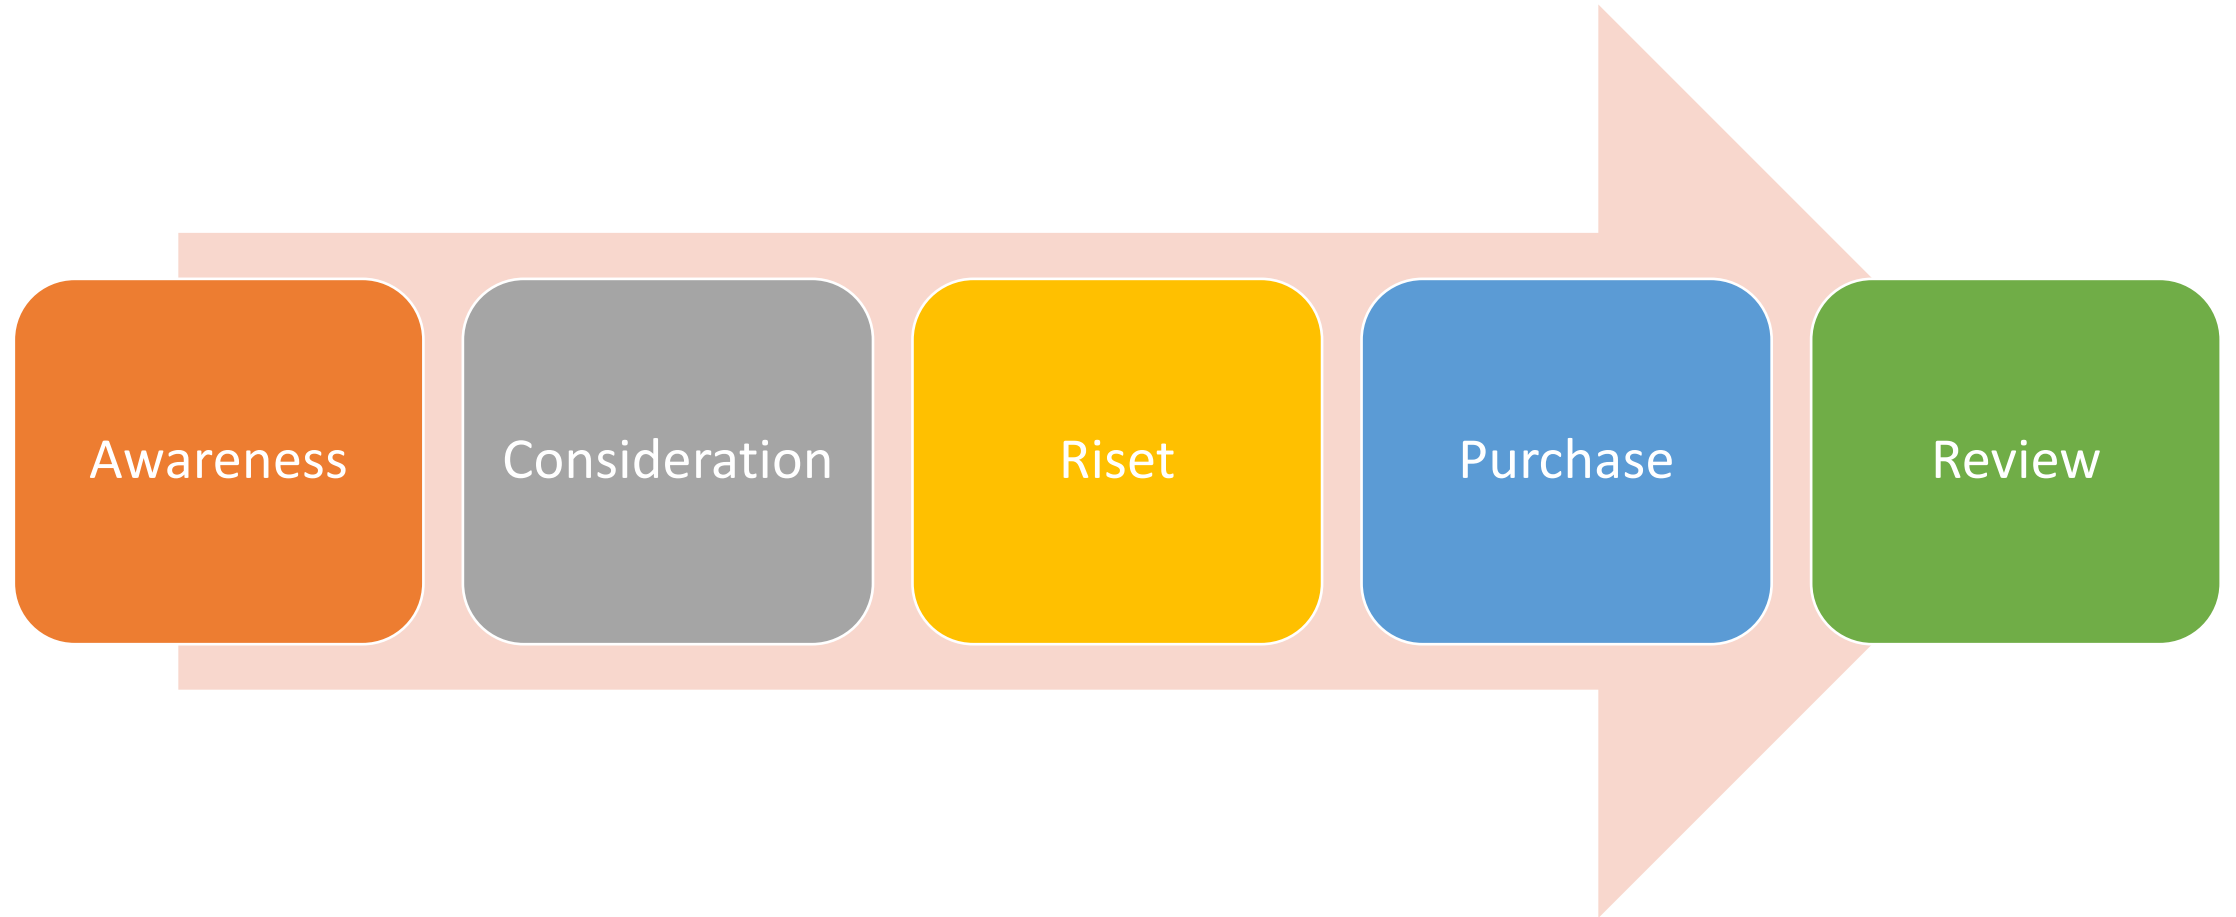 Awareness
Consideration
Riset
Purchase
Review